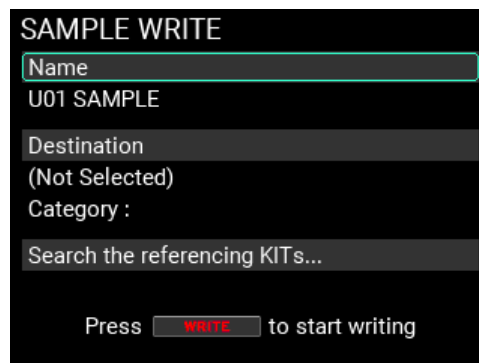 SAMPLE WRITE
Name
U01 SAMPLE
Destination
(Not Selected)
Category :
Search the referencing KITs...
Press WRITE to start writing